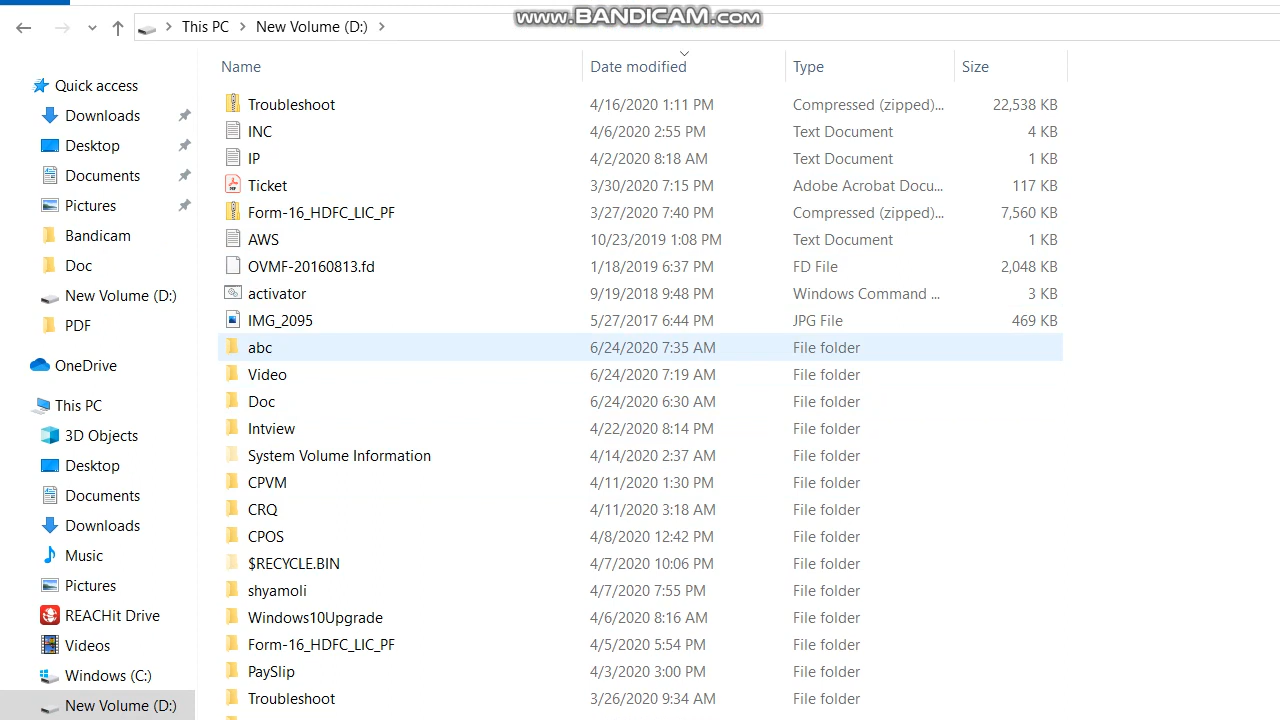 www.BANDICAM.com
This PC > New Volume (D:) >
Name Date modified Type Size
Quick access
Downloads
Desktop
Documents
Pictures
Bandicam
Doc
New Volume (D:)
PDF
OneDrive
This PC
3D Objects
Desktop
Documents
Downloads
Music
Pictures
REACHit Drive
Videos
Windows (C:)
New Volume (D:)
Troubleshoot 4/16/2020 1:11 PM Compressed (zipped)... 22,538 KB
INC 4/6/2020 2:55 PM Text Document 4 KB
IP 4/2/2020 8:18 AM Text Document 1 KB
Ticket 3/30/2020 7:15 PM Adobe Acrobat Docu... 117 KB
Form-16_HDFC_LIC_PF 3/27/2020 7:40 PM Compressed (zipped)... 7,560 KB
AWS 10/23/2019 1:08 PM Text Document 1 KB
OVMF-20160813.fd 1/18/2019 6:37 PM FD File 2,048 KB
activator 9/19/2018 9:48 PM Windows Command ... 3 KB
IMG_2095 5/27/2017 6:44 PM JPG File 469 KB
abc 6/24/2020 7:35 AM File folder
Video 6/24/2020 7:19 AM File folder
Doc 6/24/2020 6:30 AM File folder
Intview 4/22/2020 8:14 PM File folder
System Volume Information 4/14/2020 2:37 AM File folder
CPVM 4/11/2020 1:30 PM File folder
CRQ 4/11/2020 3:18 AM File folder
CPOS 4/8/2020 12:42 PM File folder
$RECYCLE.BIN 4/7/2020 10:06 PM File folder
shyamoli 4/7/2020 7:55 PM File folder
Windows10Upgrade 4/6/2020 8:16 AM File folder
Form-16_HDFC_LIC_PF 4/5/2020 5:54 PM File folder
PaySlip 4/3/2020 3:00 PM File folder
Troubleshoot 3/26/2020 9:34 AM File folder